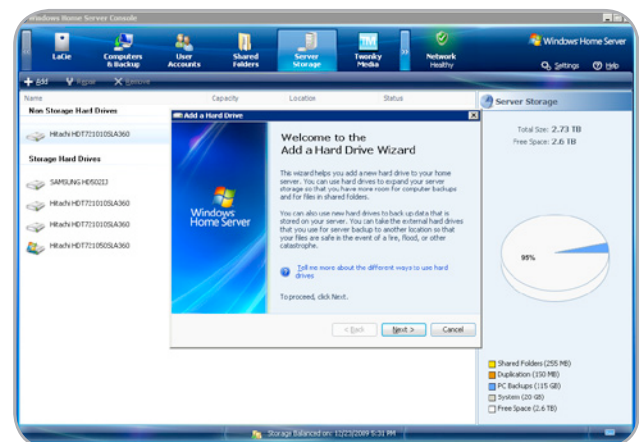 Windows Home Server Console
LaCie
Computers & Backup
User Accounts
Shared Folders
Server Storage
TM
Twonky Media
»
Network Healthy
Windows Home Server
Settings
Help
Add
Repair
Remove
Name
Capacity
Location
Status
Non Storage Hard Drives
Hitachi HDT721010SLA360
Storage Hard Drives
SAMSUNG HD502IJ
Hitachi HDT721010SLA360
Hitachi HDT721010SLA360
Hitachi HDT721050SLA360
Add a Hard Drive
Windows
Home Server
Welcome to the
Add a Hard Drive Wizard
This wizard helps you add a new hard drive to your home
server. You can use hard drives to expand your server
storage so that you have more room for computer backups
and for files in shared folders.
You can also use new hard drives to back up data that is
stored on your server. You can take the external hard drives
that you use for server backup to another location so that
your files are safe in the event of a fire, flood, or other
catastrophe.
Tell me more about the different ways to use hard
drives
To proceed, click Next.
< Back
Next >
Cancel
Server Storage
Total Size: 2.73 TB
Free Space: 2.6 TB
95%
Shared Folders (255 MB)
Duplication (150 MB)
PC Backups (115 GB)
System (20 GB)
Free Space (2.6 TB)
Storage Balanced on: 12/23/2009 5:31 PM